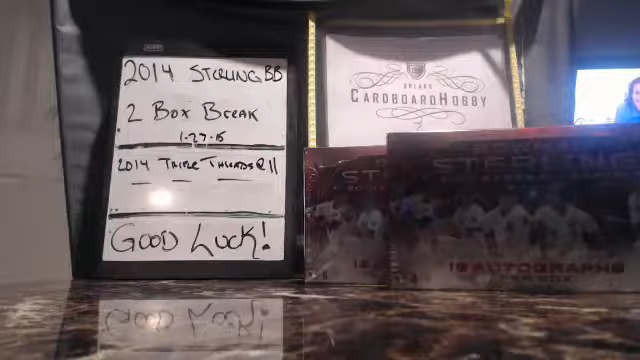 2014 STERLING BB
2 BOX BREAK
1-27-15
2014 TRIPLE THREADS @ 11
GOOD LUCK!
BREAKS
CARDBOARDHOBBY
STERLING
18 AUTOGRAPHS